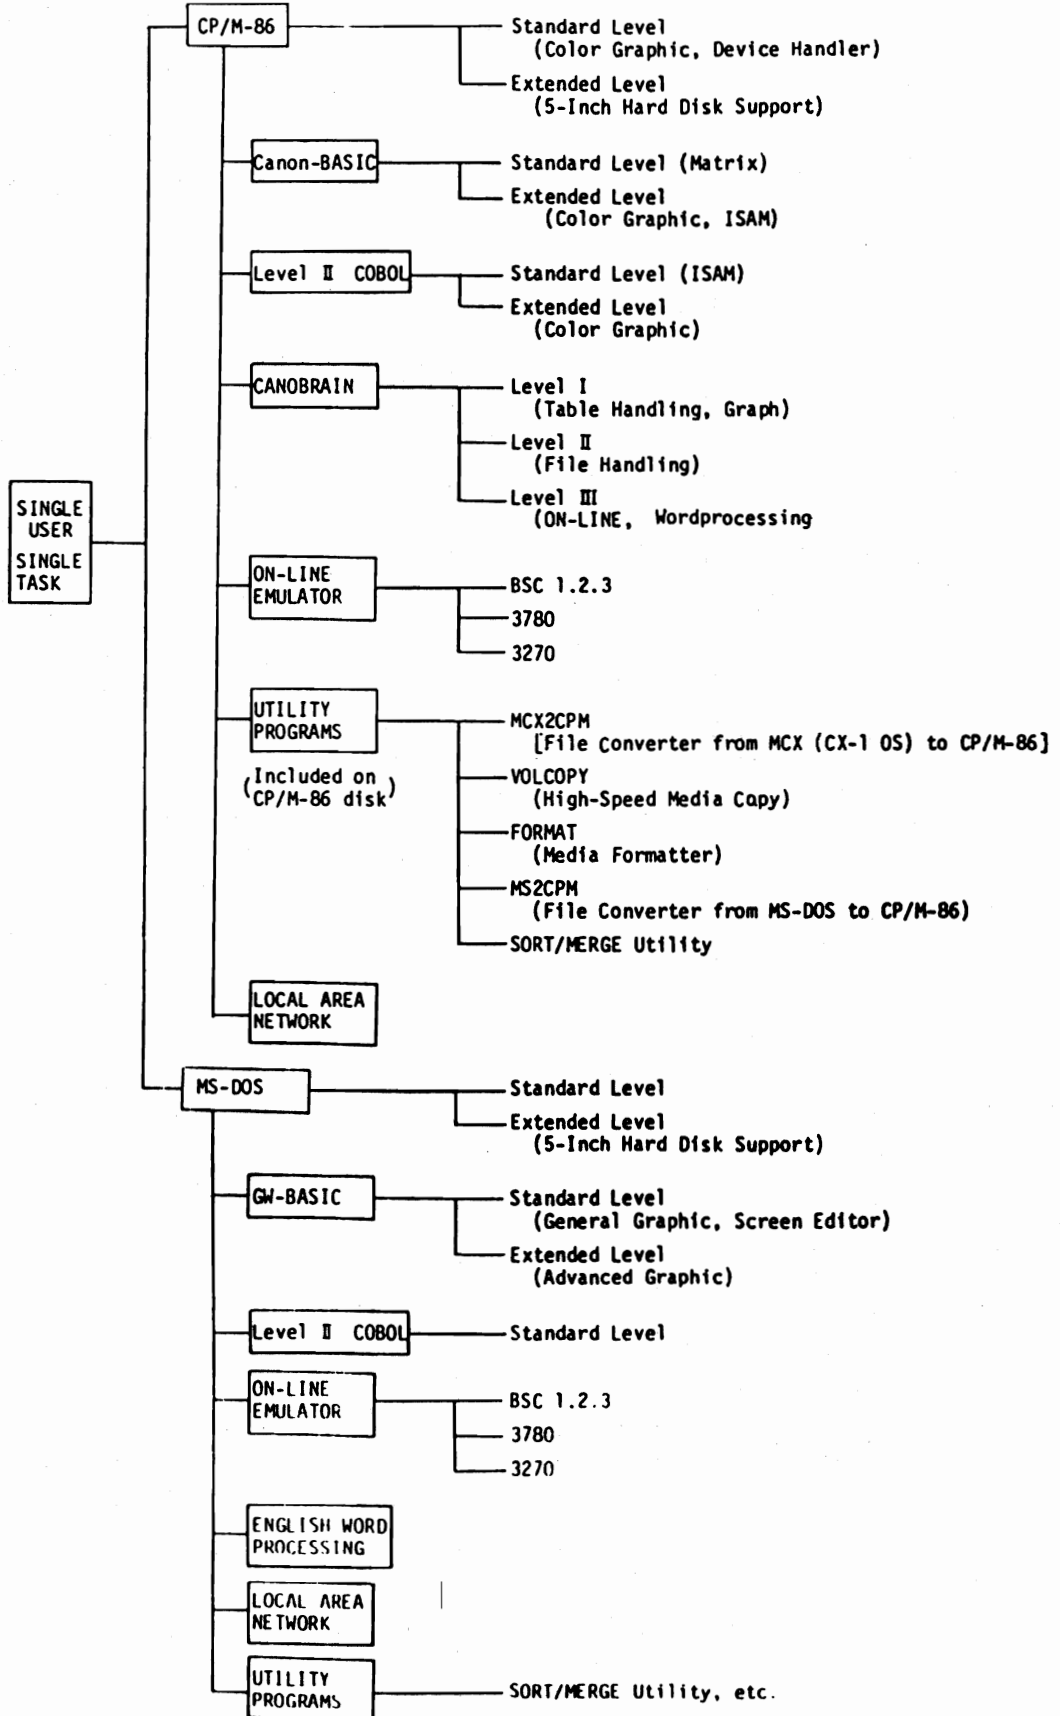 CP/M-86
Standard Level
(Color Graphic, Device Handler)
Extended Level
(5-Inch Hard Disk Support)
Canon-BASIC
Standard Level (Matrix)
Extended Level
(Color Graphic, ISAM)
Level II COBOL
Standard Level (ISAM)
Extended Level
(Color Graphic)
CANOBRAIN
Level I
(Table Handling, Graph)
Level II
(File Handling)
Level III
(ON-LINE, Wordprocessing
SINGLE
USER
SINGLE
TASK
ON-LINE
EMULATOR
BSC 1.2.3
3780
3270
UTILITY
PROGRAMS
(Included on
CP/M-86 disk)
MCX2CPM
[File Converter from MCX (CX-1 OS) to CP/M-86]
VOLCOPY
(High-Speed Media Copy)
FORMAT
(Media Formatter)
MS2CPM
(File Converter from MS-DOS to CP/M-86)
SORT/MERGE Utility
LOCAL AREA
NETWORK
MS-DOS
Standard Level
Extended Level
(5-Inch Hard Disk Support)
GW-BASIC
Standard Level
(General Graphic, Screen Editor)
Extended Level
(Advanced Graphic)
Level II COBOL
Standard Level
ON-LINE
EMULATOR
BSC 1.2.3
3780
3270
ENGLISH WORD
PROCESSING
LOCAL AREA
NETWORK
UTILITY
PROGRAMS
SORT/MERGE Utility, etc.